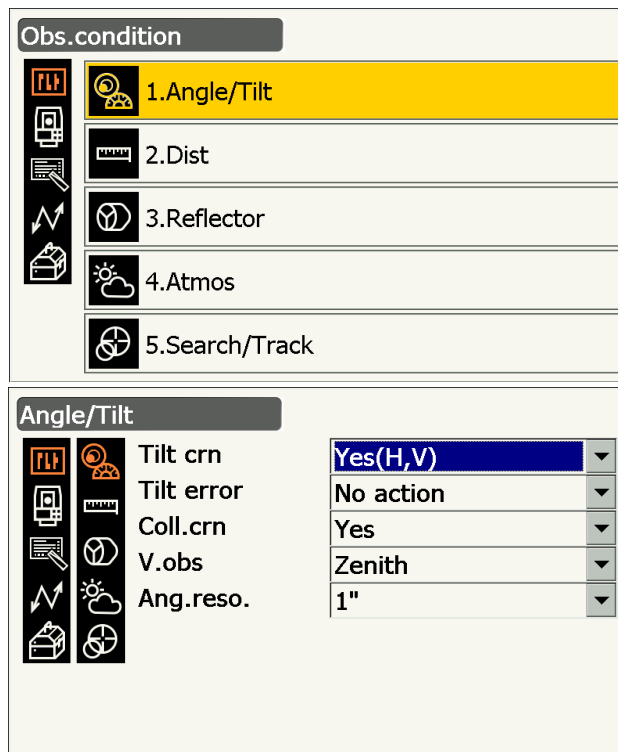 Obs.condition
1.Angle/Tilt
2.Dist
3.Reflector
4.Atmos
5.Search/Track
Angle/Tilt
Tilt crn Yes(H,V)
Tilt error No action
Coll.crn Yes
V.obs Zenith
Ang.reso. 1"